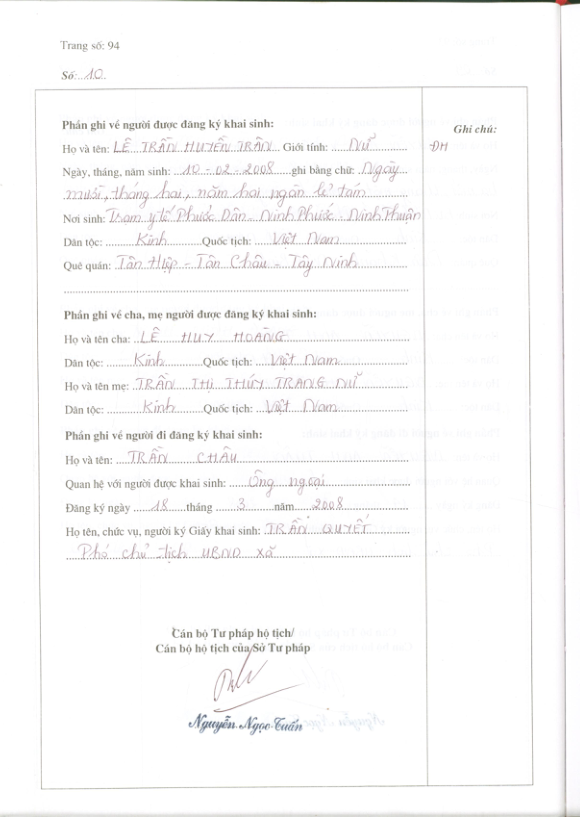 Trang số: 94
Số: 10
Phần ghi về người được đăng ký khai sinh:
Ghi chú:
Họ và tên: LÊ TRẦN HUYỀN TRÂN Giới tính: NỮ
ĐH
Ngày, tháng, năm sinh: 10-02-2008 ghi bằng chữ: Ngày
mười, tháng hai, năm hai ngàn lẻ tám
Nơi sinh: Trạm y tế Phước Dân - Ninh Phước - Ninh Thuận
Dân tộc: Kinh Quốc tịch: Việt Nam
Quê quán: Tân Hiệp - Tân Châu - Tây Ninh
Phần ghi về cha, mẹ người được đăng ký khai sinh:
Họ và tên cha: LÊ HUY HOÀNG
Dân tộc: Kinh Quốc tịch: Việt Nam
Họ và tên mẹ: TRẦN THỊ THÚY TRANG NỮ
Dân tộc: Kinh Quốc tịch: Việt Nam
Phần ghi về người đi đăng ký khai sinh:
Họ và tên: TRẦN CHÂU
Quan hệ với người được khai sinh: Ông ngoại
Đăng ký ngày 18 tháng 3 năm 2008
Họ tên, chức vụ, người ký Giấy khai sinh: TRẦN QUYẾT
Phó chủ tịch UBND xã
Cán bộ Tư pháp hộ tịch/
Cán bộ hộ tịch của Sở Tư pháp
Nguyễn Ngọc Tuấn